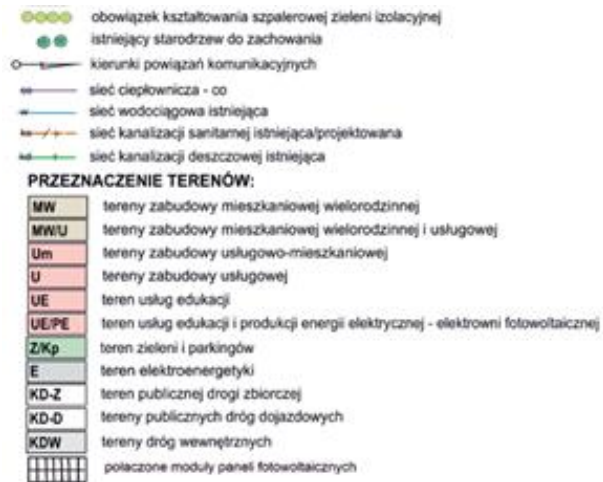 obowiązek kształtowania szpalerowej zieleni izolacyjnej
istniejący starodrzew do zachowania
kierunki powiązań komunikacyjnych
co sieć ciepłownicza - co
sieć wodociągowa istniejąca
ks sieć kanalizacji sanitarnej istniejąca/projektowana
kd sieć kanalizacji deszczowej istniejąca
PRZEZNACZENIE TERENÓW:
MW tereny zabudowy mieszkaniowej wielorodzinnej
MW/U tereny zabudowy mieszkaniowej wielorodzinnej i usługowej
Um tereny zabudowy usługowo-mieszkaniowej
U tereny zabudowy usługowej
UE teren usług edukacji
UE/PE teren usług edukacji i produkcji energii elektrycznej - elektrowni fotowoltaicznej
Z/Kp teren zieleni i parkingów
E teren elektroenergetyki
KD-Z teren publicznej drogi zbiorczej
KD-D tereny publicznych dróg dojazdowych
KDW tereny dróg wewnętrznych
połaczone moduły paneli fotowoltaicznych